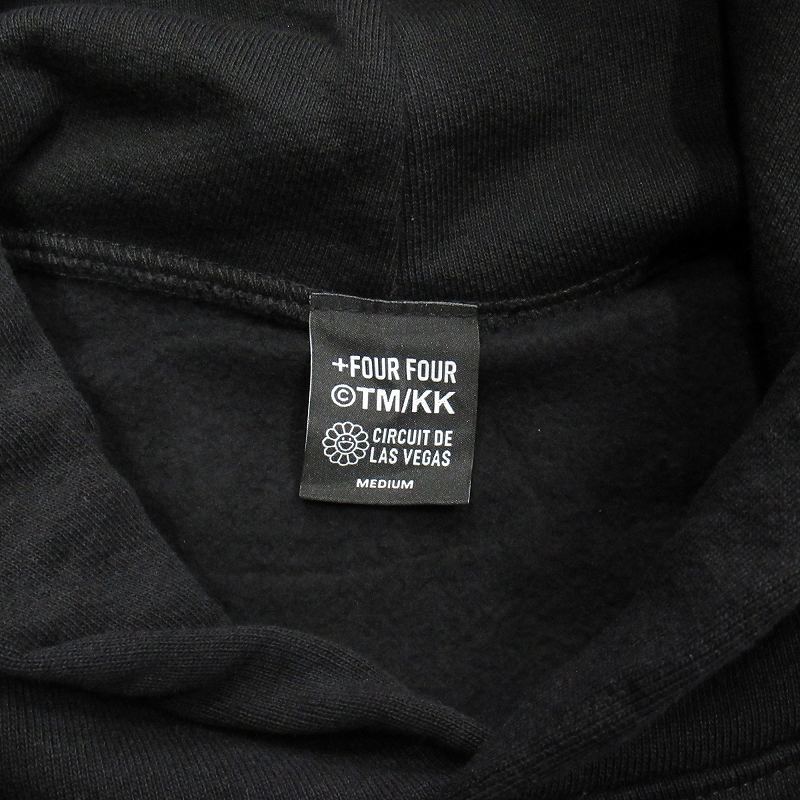 +FOUR FOUR
©TM/KK
CIRCUIT DE
LAS VEGAS
MEDIUM